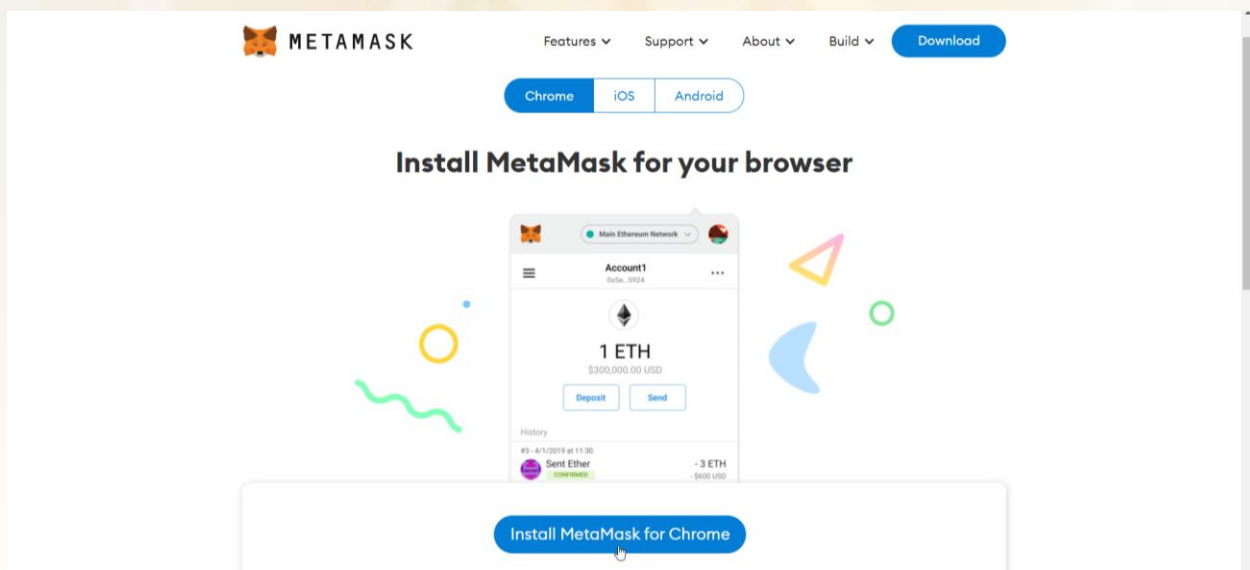 METAMASK
Features Support About Build Download
Chrome iOS Android
Install MetaMask for your browser
Main Ethereum Network
Account1
0x5e...5924
1 ETH
$300,000.00 USD
Deposit Send
History
#3 - 4/1/2019 at 11:30
Sent Ether - 3 ETH
CONFIRMED - $600 USD
Install MetaMask for Chrome